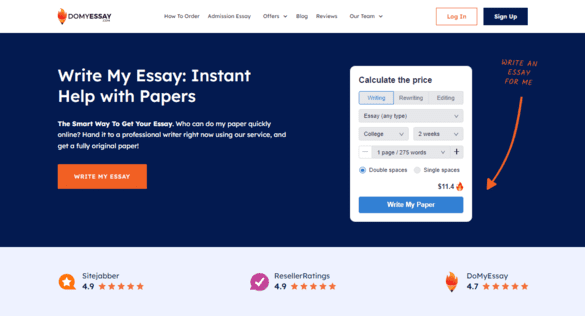 DOMYESSAY
.COM
How To Order
Admission Essay
Offers
Blog
Reviews
Our Team
Log In
Sign Up
Write My Essay: Instant
Help with Papers
The Smart Way To Get Your Essay. Who can do my paper quickly
online? Hand it to a professional writer right now using our service, and
get a fully original paper!
WRITE MY ESSAY
Calculate the price
Writing
Rewriting
Editing
Essay (any type)
College
2 weeks
1 page / 275 words
Double spaces
Single spaces
$11.4
Write My Paper
WRITE AN
ESSAY
FOR ME
Sitejabber
4.9
ResellerRatings
4.9
DoMyEssay
4.7